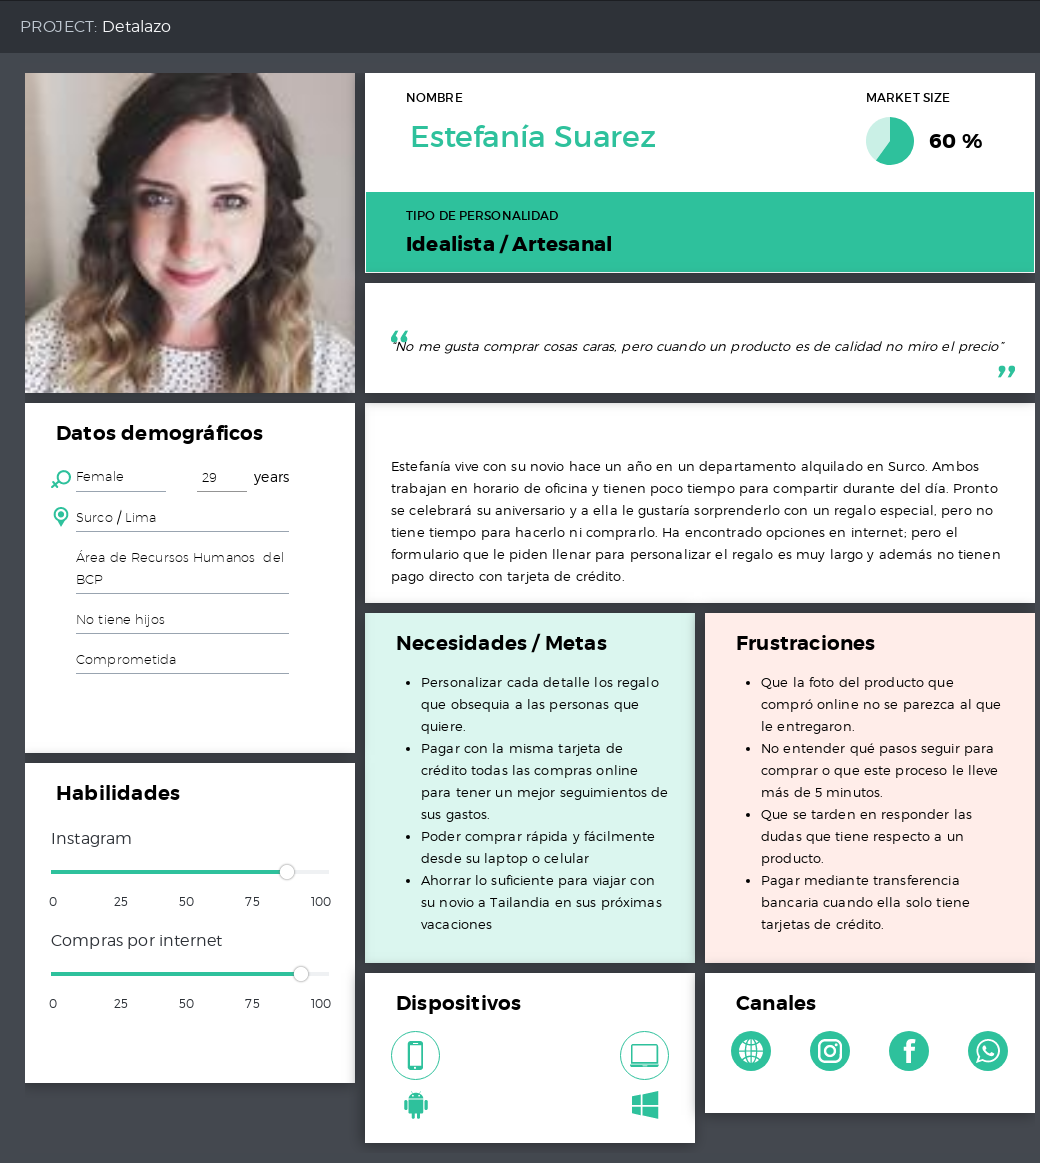 PROJECT: Detalazo
NOMBRE
Estefanía Suarez
MARKET SIZE
60 %
TIPO DE PERSONALIDAD
Idealista / Artesanal
“No me gusta comprar cosas caras, pero cuando un producto es de calidad no miro el precio”
Datos demográficos
Female 29 years
Surco / Lima
Área de Recursos Humanos del
BCP
No tiene hijos
Comprometida
Estefanía vive con su novio hace un año en un departamento alquilado en Surco. Ambos
trabajan en horario de oficina y tienen poco tiempo para compartir durante del día. Pronto
se celebrará su aniversario y a ella le gustaría sorprenderlo con un regalo especial, pero no
tiene tiempo para hacerlo ni comprarlo. Ha encontrado opciones en internet; pero el
formulario que le piden llenar para personalizar el regalo es muy largo y además no tienen
pago directo con tarjeta de crédito.
Necesidades / Metas
• Personalizar cada detalle los regalo
que obsequia a las personas que
quiere.
• Pagar con la misma tarjeta de
crédito todas las compras online
para tener un mejor seguimientos de
sus gastos.
• Poder comprar rápida y fácilmente
desde su laptop o celular
• Ahorrar lo suficiente para viajar con
su novio a Tailandia en sus próximas
vacaciones
Frustraciones
• Que la foto del producto que
compró online no se parezca al que
le entregaron.
• No entender qué pasos seguir para
comprar o que este proceso le lleve
más de 5 minutos.
• Que se tarden en responder las
dudas que tiene respecto a un
producto.
• Pagar mediante transferencia
bancaria cuando ella solo tiene
tarjetas de crédito.
Habilidades
Instagram
0 25 50 75 100
Compras por internet
0 25 50 75 100
Dispositivos
Canales